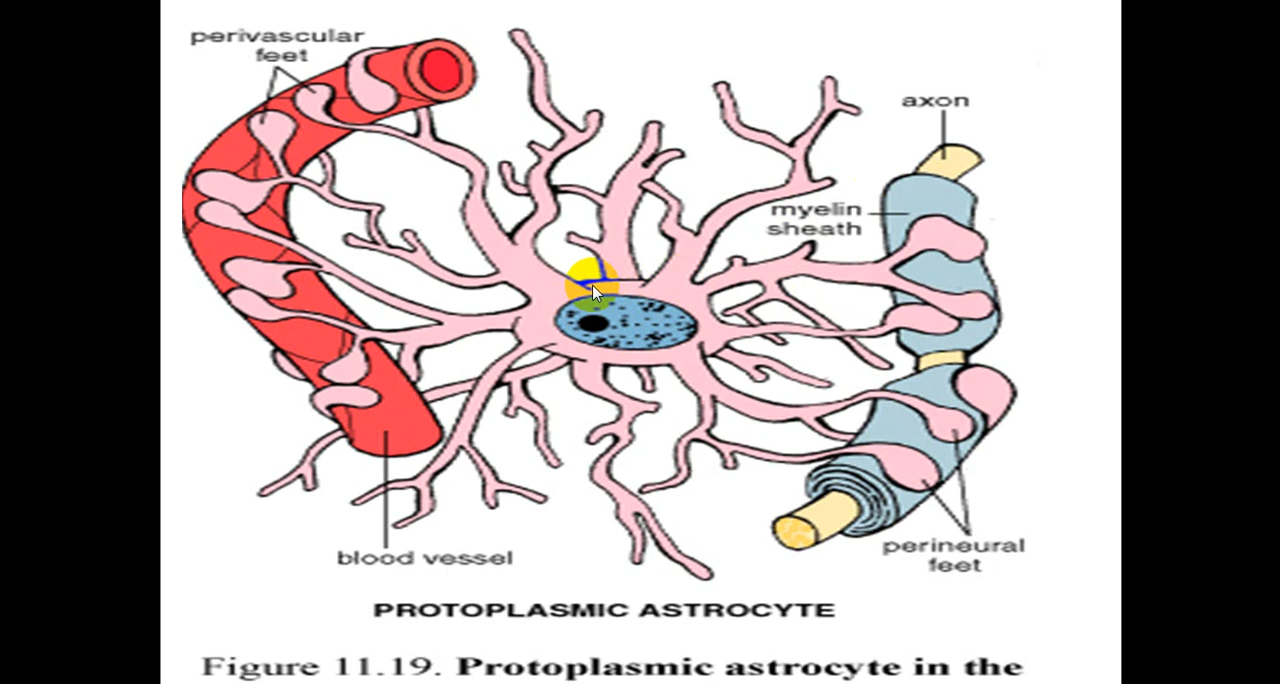 perivascular
feet
axon
myelin
sheath
blood vessel
perineural
feet
PROTOPLASMIC ASTROCYTE
Figure 11.19. Protoplasmic astrocyte in the